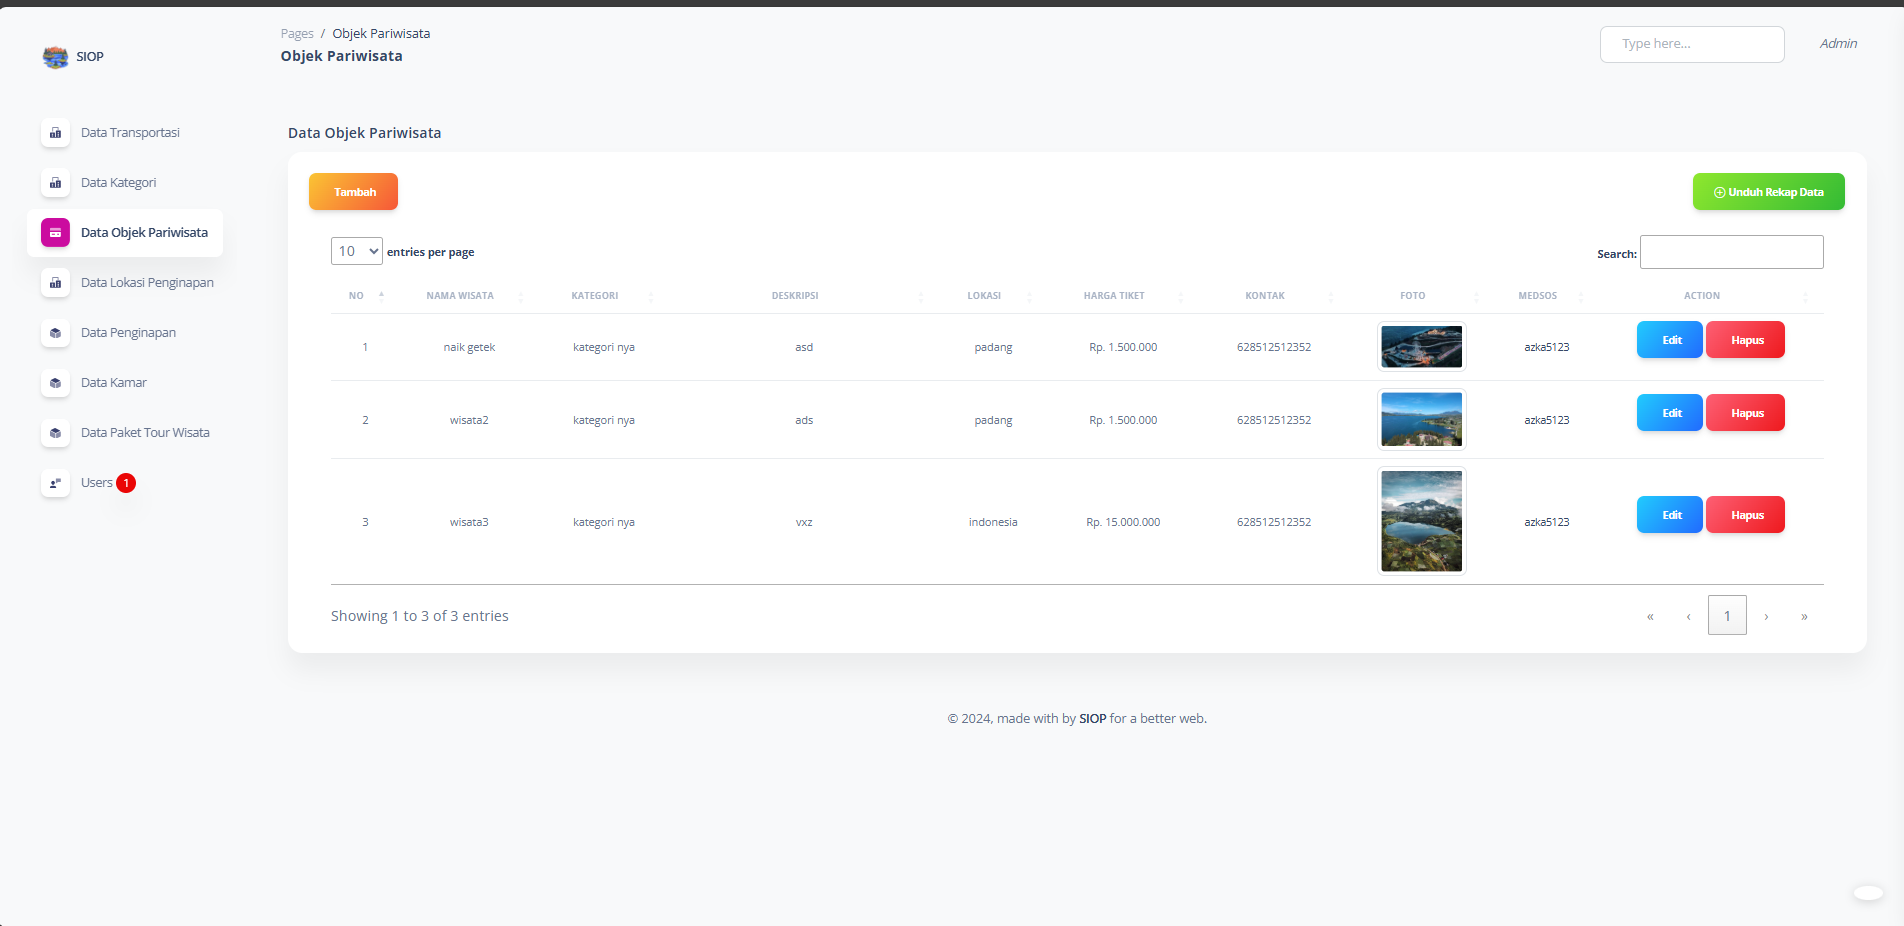 SIOP
Pages / Objek Pariwisata
Objek Pariwisata
Type here...
Admin
Data Transportasi
Data Kategori
Data Objek Pariwisata
Data Lokasi Penginapan
Data Penginapan
Data Kamar
Data Paket Tour Wisata
Users 1
Data Objek Pariwisata
Tambah
Unduh Rekap Data
10 entries per page
Search:
NO NAMA WISATA KATEGORI DESKRIPSI LOKASI HARGA TIKET KONTAK FOTO MEDSOS ACTION
1 naik getek kategori nya asd padang Rp. 1.500.000 628512512352 azka5123 Edit Hapus
2 wisata2 kategori nya ads padang Rp. 1.500.000 628512512352 azka5123 Edit Hapus
3 wisata3 kategori nya vxz indonesia Rp. 15.000.000 628512512352 azka5123 Edit Hapus
Showing 1 to 3 of 3 entries
« ‹ 1 › »
© 2024, made with by SIOP for a better web.